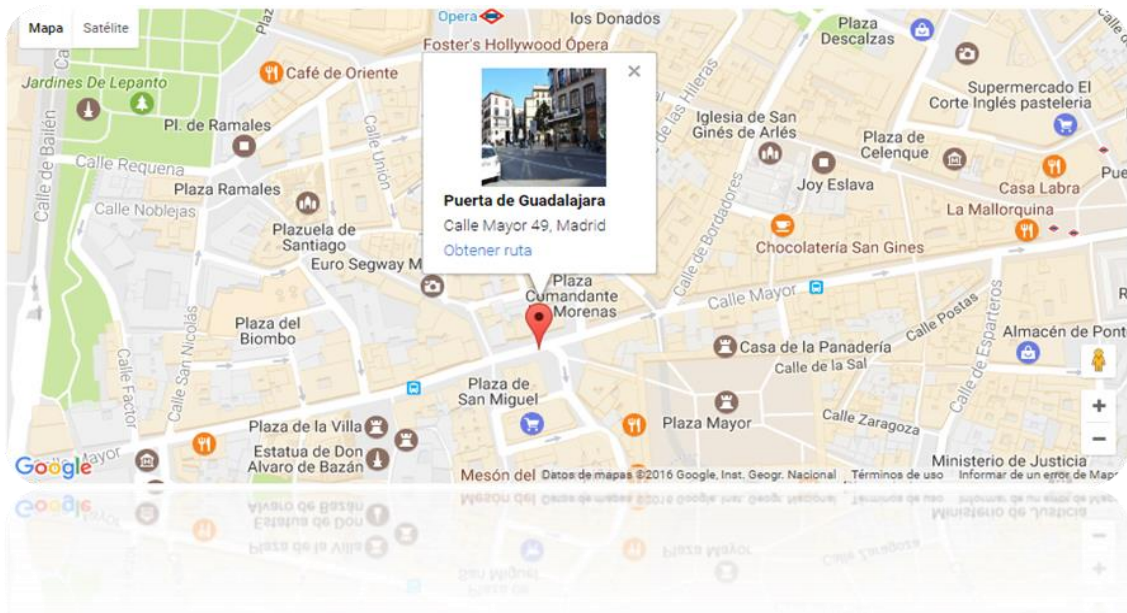 Mapa
Satélite
Opera
los Donados
Plaza
Descalzas
Foster's Hollywood Ópera
Café de Oriente
Jardines De Lepanto
Supermercado El
Corte Inglés pasteleria
Pl. de Ramales
Iglesia de San
Ginés de Arlés
Plaza de
Celenque
Calle de Bailén
Calle Requena
Calle Unión
Plaza Ramales
Joy Eslava
Casa Labra
Puerta de Guadalajara
Calle Mayor 49, Madrid
Obtener ruta
Calle Noblejas
La Mallorquina
Plazuela de
Santiago
Calle de Bordadores
Chocolatería San Gines
Euro Segway M
Plaza
Comandante
Morenas
Calle Mayor
Calle Postas
Calle de Esparteros
Plaza del
Biombo
Calle San Nicolás
Calle Factor
Casa de la Panadería
Calle de la Sal
Almacén de Pont
Plaza de
San Miguel
Plaza Mayor
Calle Zaragoza
Plaza de la Villa
Estatua de Don
Alvaro de Bazán
Google
Mayor
Mesón del
Datos de mapas ©2016 Google, Inst. Geogr. Nacional
Términos de uso
Informar de un error de Map
Ministerio de Justicia